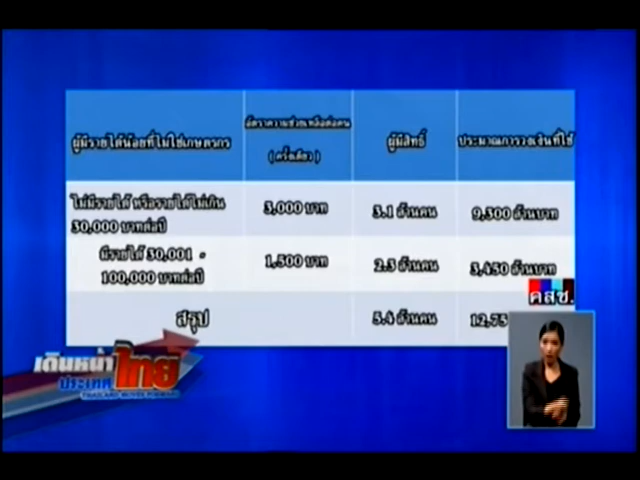 ผู้มีรายได้น้อยที่ไม่ใช่เกษตรกร
อัตราความช่วยเหลือต่อคน
(ครั้งเดียว)
ผู้มีสิทธิ์
ประมาณการวงเงินที่ใช้
ไม่มีรายได้ หรือรายได้ไม่เกิน
30,000 บาทต่อปี
3,000 บาท
3.1 ล้านคน
9,300 ล้านบาท
มีรายได้ 30,001 -
100,000 บาทต่อปี
1,500 บาท
2.3 ล้านคน
3,450 ล้านบาท
คสช.
สรุป
5.4 ล้านคน
12,75
เดินหน้า
ประเทศ
ไทย
THAILAND MOVES FORWARD